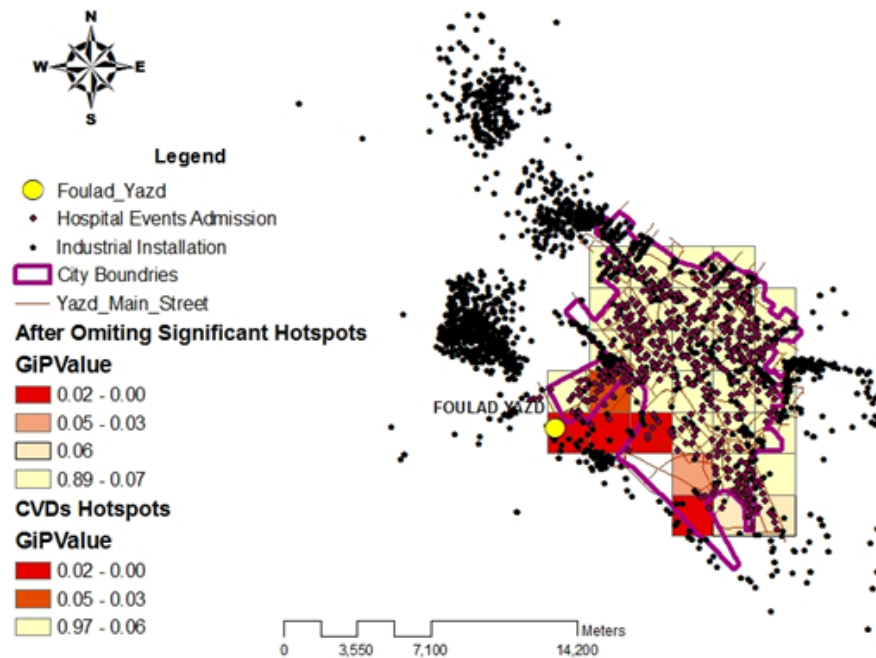 N
W E
S
Legend
Foulad_Yazd
Hospital Events Admission
Industrial Installation
City Boundries
Yazd_Main_Street
After Omiting Significant Hotspots
GiPValue
0.02 - 0.00
0.05 - 0.03
0.06
0.89 - 0.07
CVDs Hotspots
GiPValue
0.02 - 0.00
0.05 - 0.03
0.97 - 0.06
FOULAD YAZD
Meters
0 3,550 7,100 14,200